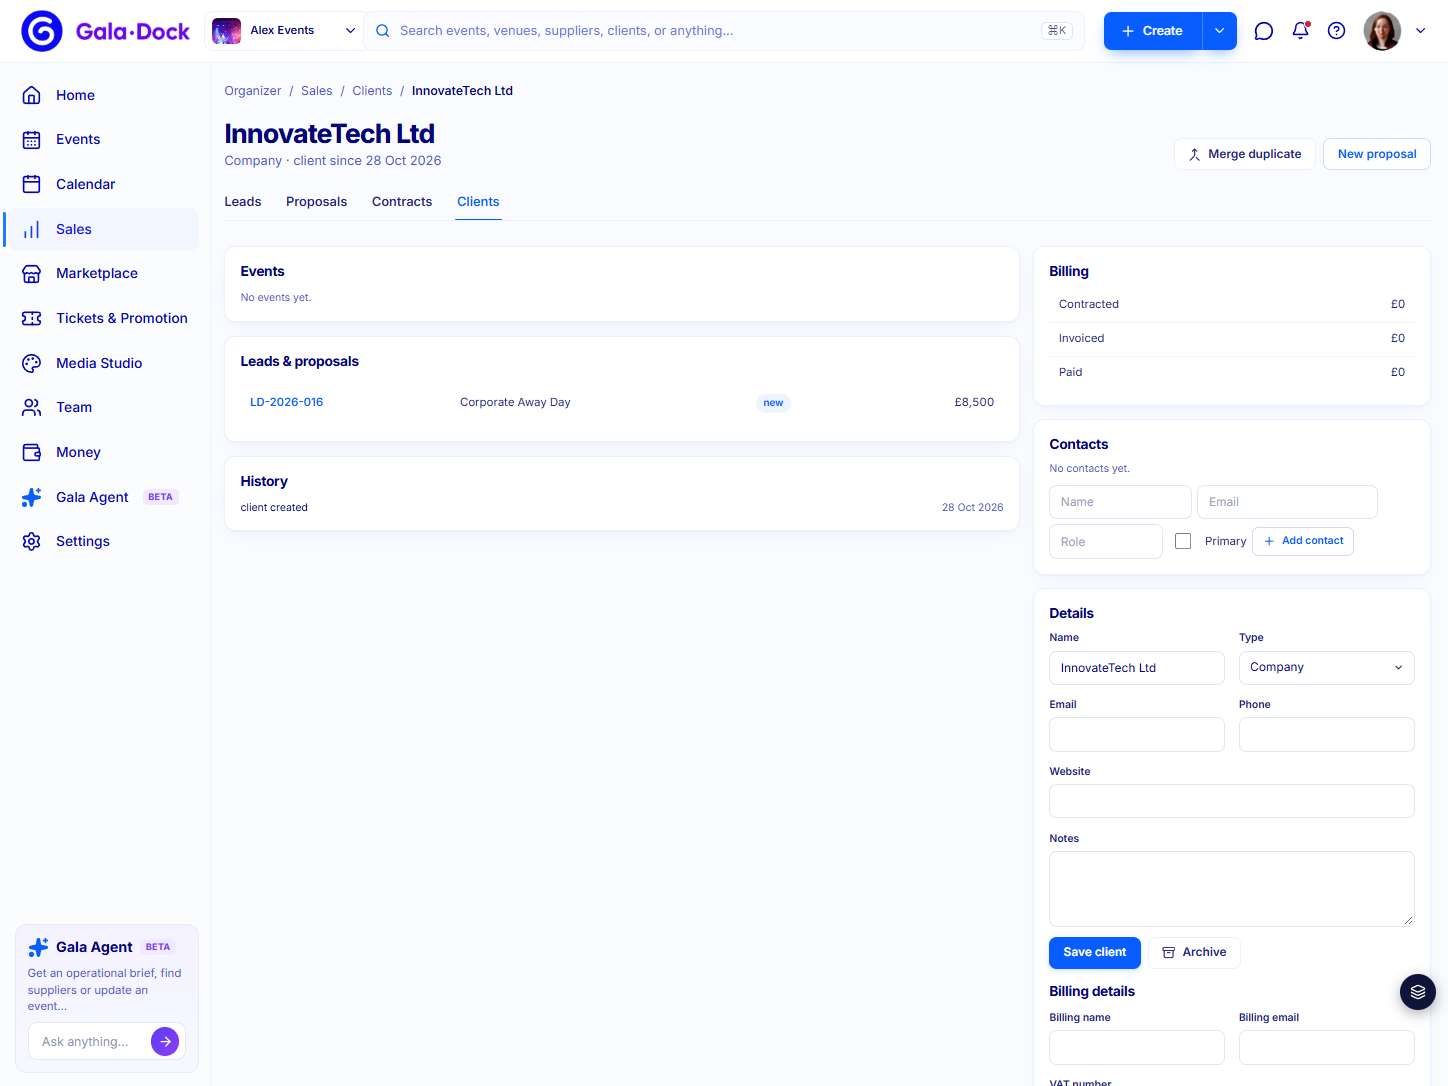 Gala·Dock
Alex Events
Search events, venues, suppliers, clients, or anything...
⌘K
Create
Home
Events
Calendar
Sales
Marketplace
Tickets & Promotion
Media Studio
Team
Money
Gala Agent BETA
Settings
Gala Agent BETA
Get an operational brief, find
suppliers or update an
event...
Ask anything...
Organizer / Sales / Clients / InnovateTech Ltd
InnovateTech Ltd
Company · client since 28 Oct 2026
Merge duplicate
New proposal
Leads Proposals Contracts Clients
Events
No events yet.
Leads & proposals
LD-2026-016 Corporate Away Day new £8,500
History
client created 28 Oct 2026
Billing
Contracted £0
Invoiced £0
Paid £0
Contacts
No contacts yet.
Name Email
Role Primary Add contact
Details
Name Type
InnovateTech Ltd Company
Email Phone
Website
Notes
Save client Archive
Billing details
Billing name Billing email
VAT number